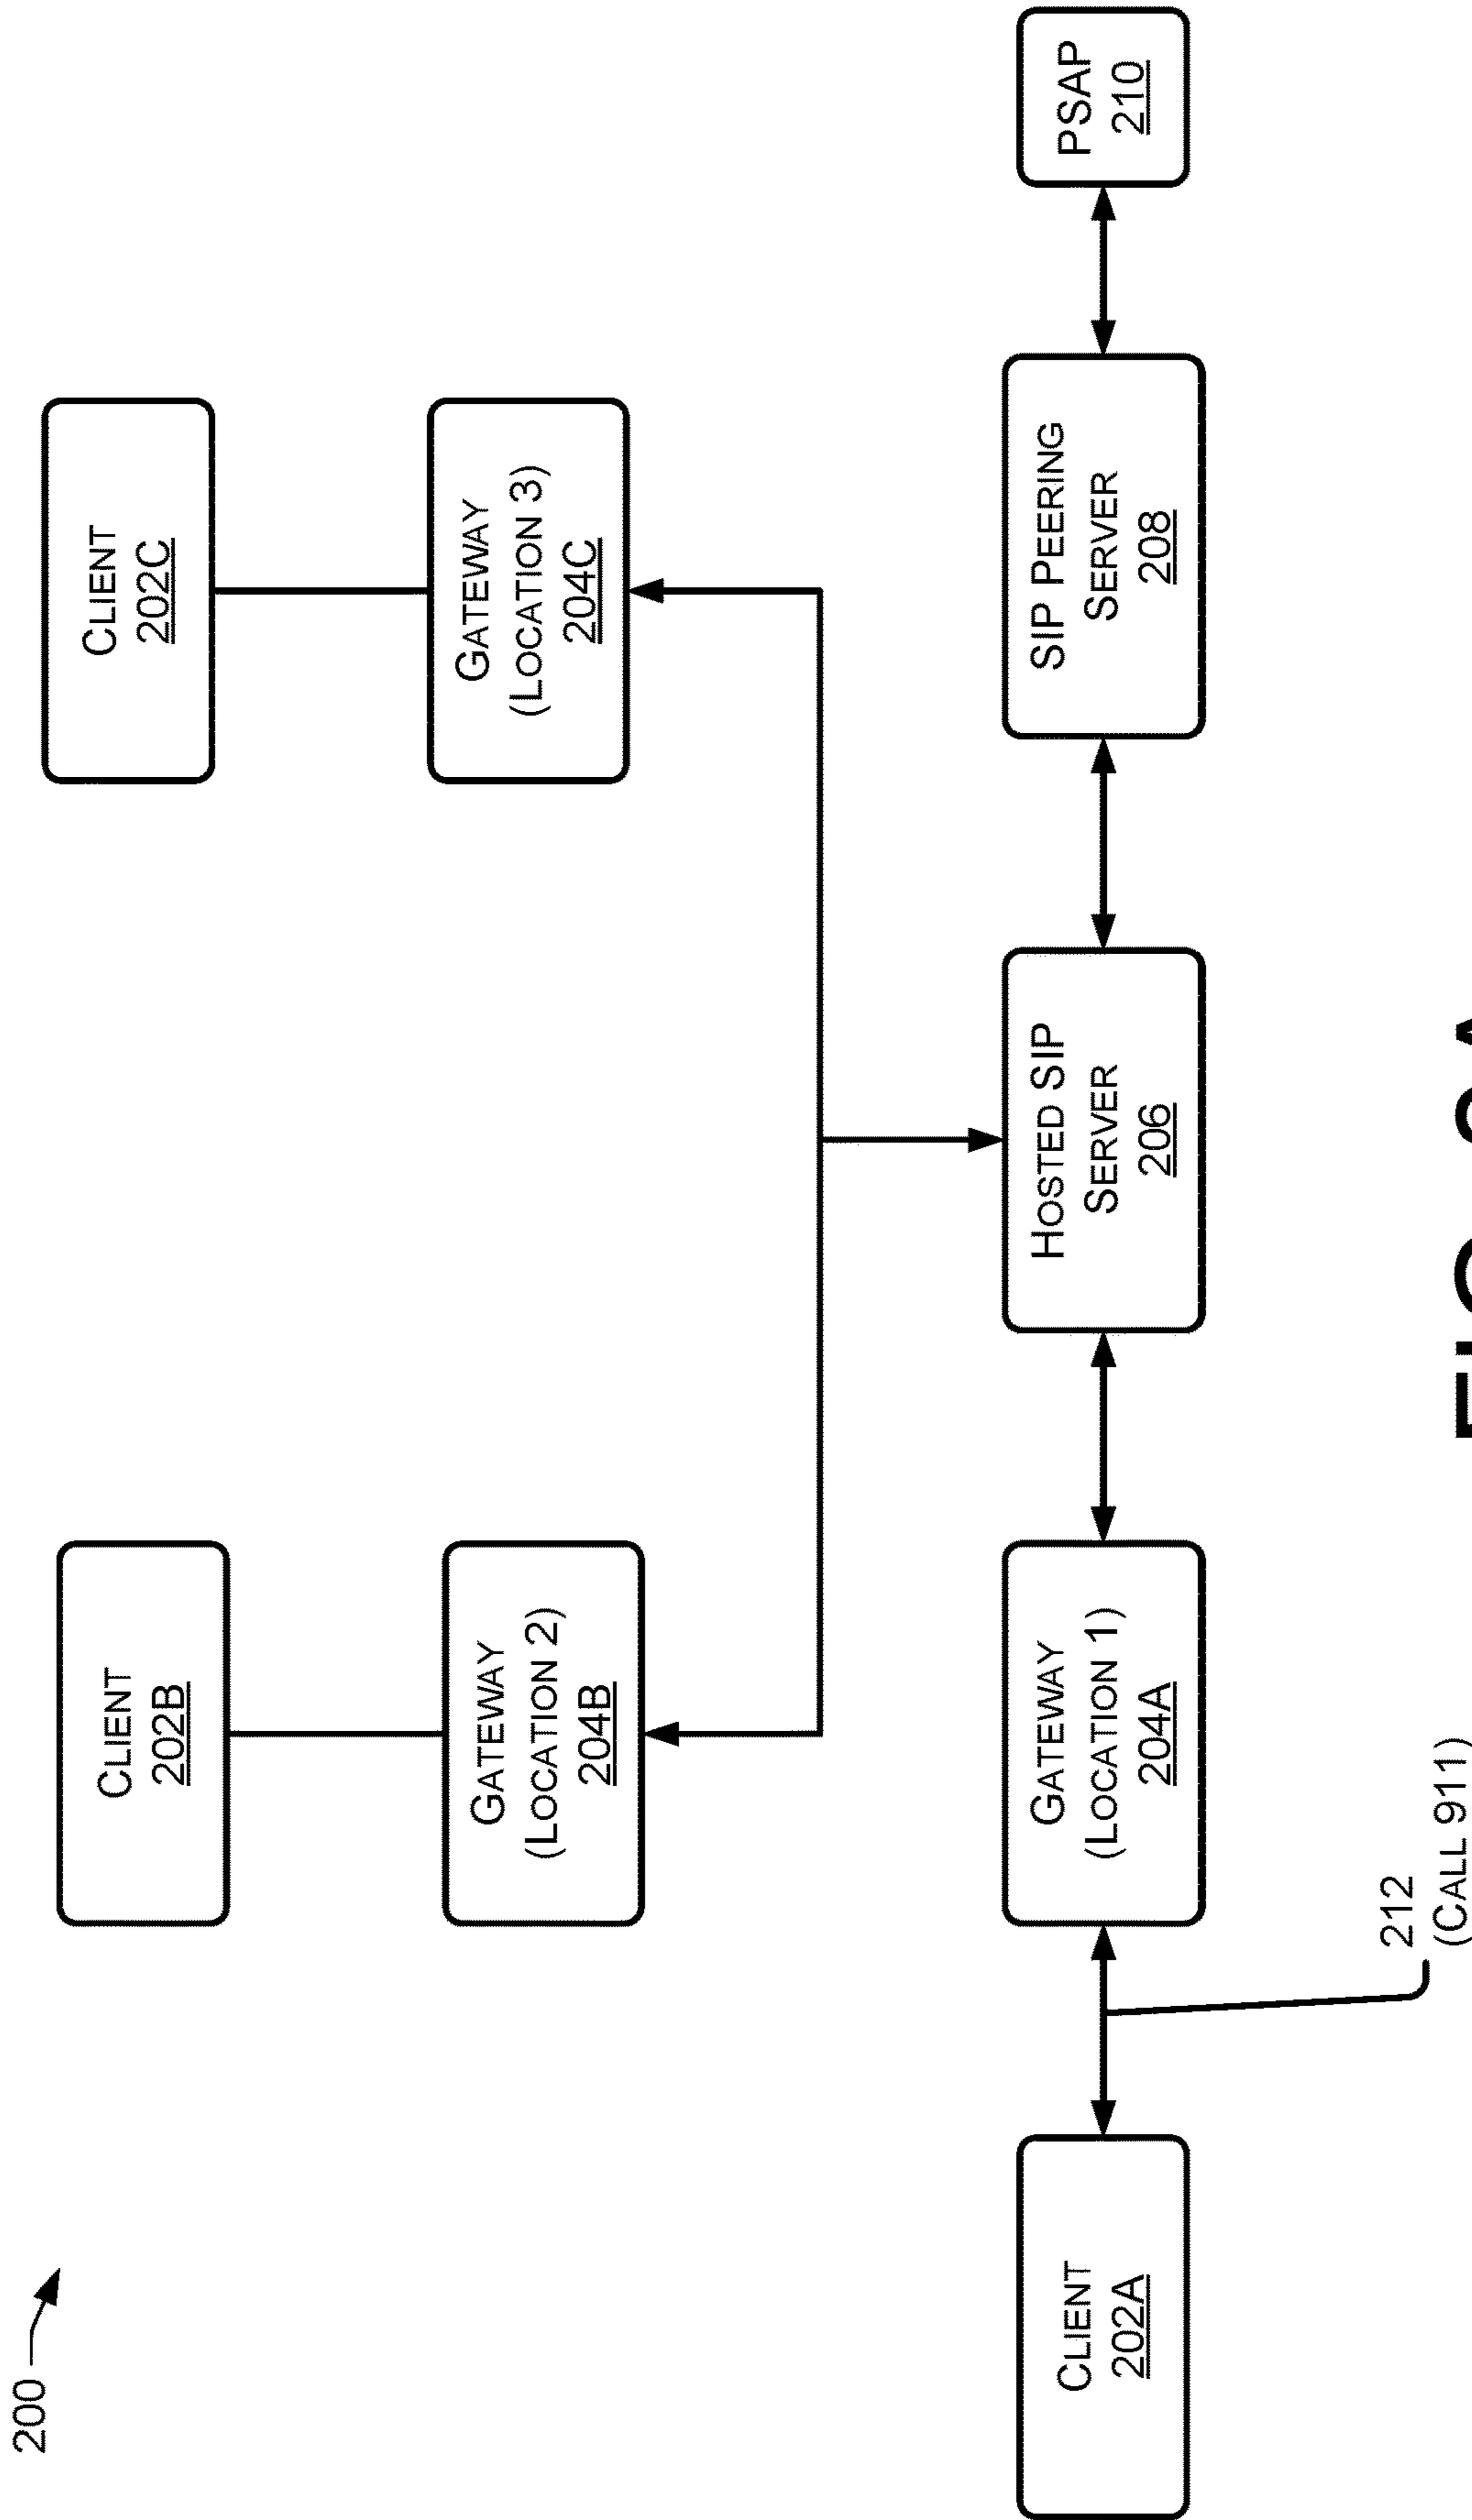 200
CLIENT
202B
CLIENT
202C
GATEWAY
(LOCATION 2)
204B
GATEWAY
(LOCATION 3)
204C
CLIENT
202A
GATEWAY
(LOCATION 1)
204A
HOSTED SIP
SERVER
206
SIP PEERING
SERVER
208
PSAP
210
212
(CALL 911)